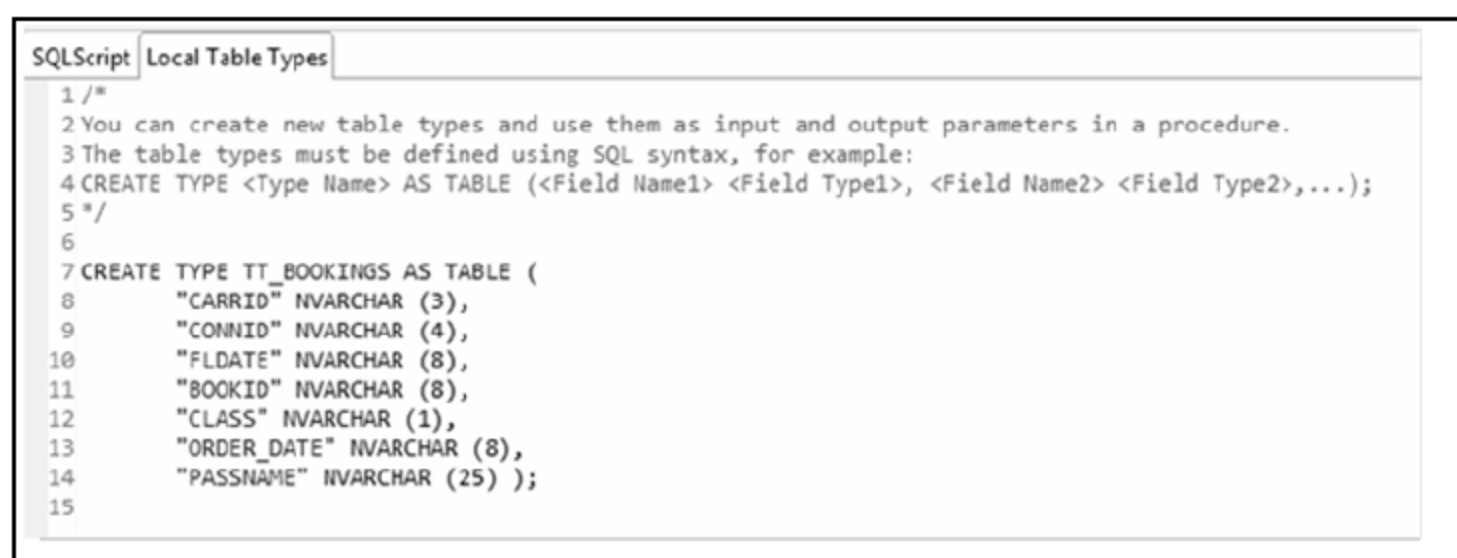 SQLScript Local Table Types
1 /*
2 You can create new table types and use them as input and output parameters in a procedure.
3 The table types must be defined using SQL syntax, for example:
4 CREATE TYPE <Type Name> AS TABLE (<Field Name1> <Field Type1>, <Field Name2> <Field Type2>,...);
5 */
6
7 CREATE TYPE TT_BOOKINGS AS TABLE (
8 "CARRID" NVARCHAR (3),
9 "CONNID" NVARCHAR (4),
10 "FLDATE" NVARCHAR (8),
11 "BOOKID" NVARCHAR (8),
12 "CLASS" NVARCHAR (1),
13 "ORDER_DATE" NVARCHAR (8),
14 "PASSNAME" NVARCHAR (25) );
15